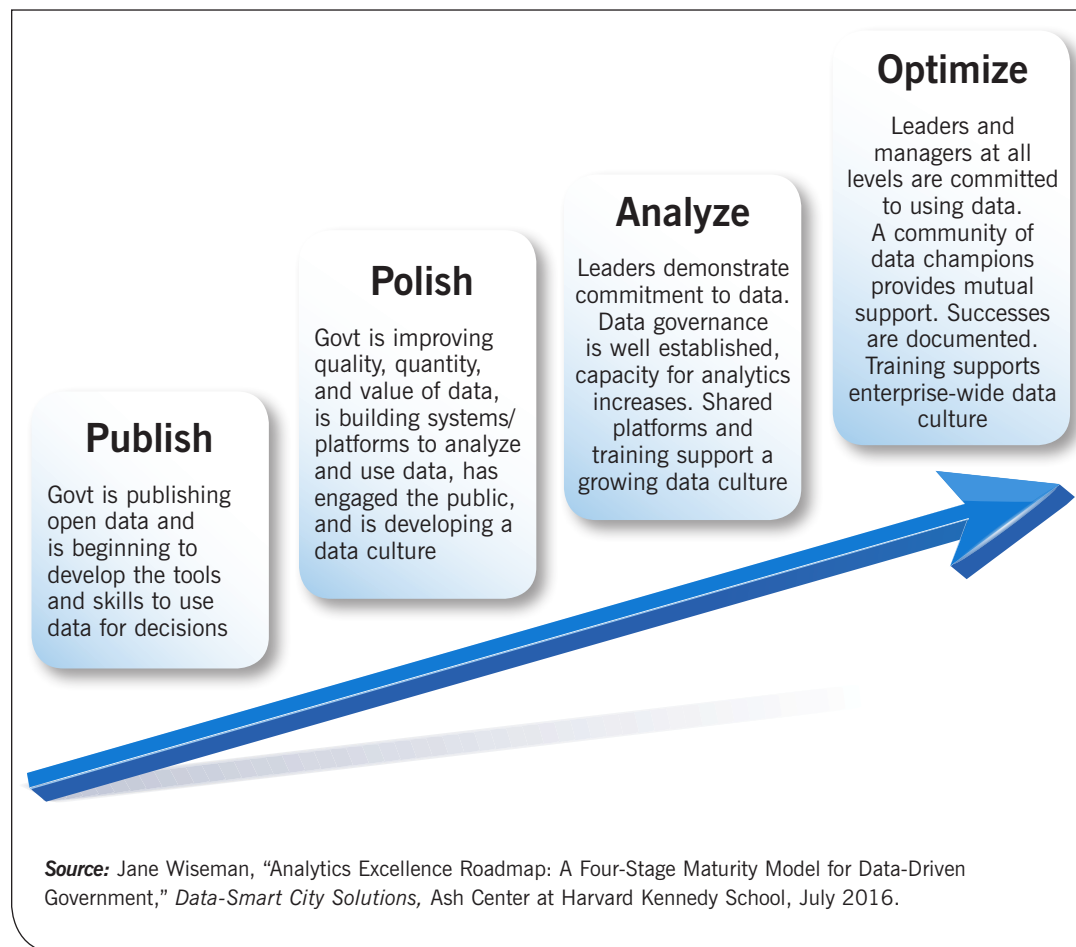 Publish
Govt is publishing
open data and
is beginning to
develop the tools
and skills to use
data for decisions
Polish
Govt is improving
quality, quantity,
and value of data,
is building systems/
platforms to analyze
and use data, has
engaged the public,
and is developing a
data culture
Analyze
Leaders demonstrate
commitment to data.
Data governance
is well established,
capacity for analytics
increases. Shared
platforms and
training support a
growing data culture
Optimize
Leaders and
managers at all
levels are committed
to using data.
A community of
data champions
provides mutual
support. Successes
are documented.
Training supports
enterprise-wide data
culture
Source: Jane Wiseman, “Analytics Excellence Roadmap: A Four-Stage Maturity Model for Data-Driven
Government,” Data-Smart City Solutions, Ash Center at Harvard Kennedy School, July 2016.